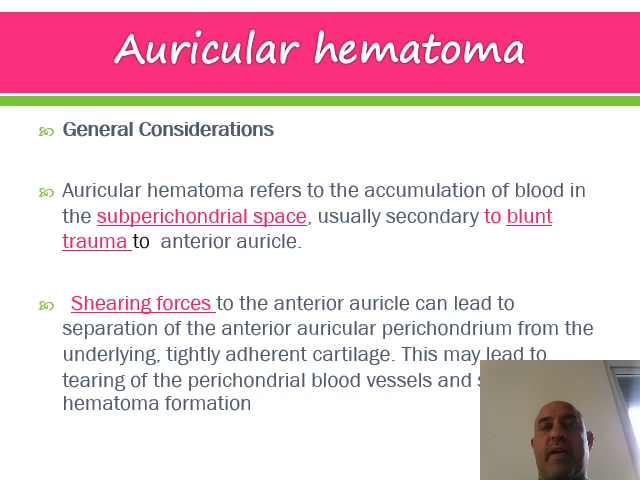 Auricular hematoma
General Considerations
Auricular hematoma refers to the accumulation of blood in
the subperichondrial space, usually secondary to blunt
trauma to anterior auricle.
Shearing forces to the anterior auricle can lead to
separation of the anterior auricular perichondrium from the
underlying, tightly adherent cartilage. This may lead to
tearing of the perichondrial blood vessels and
hematoma formation